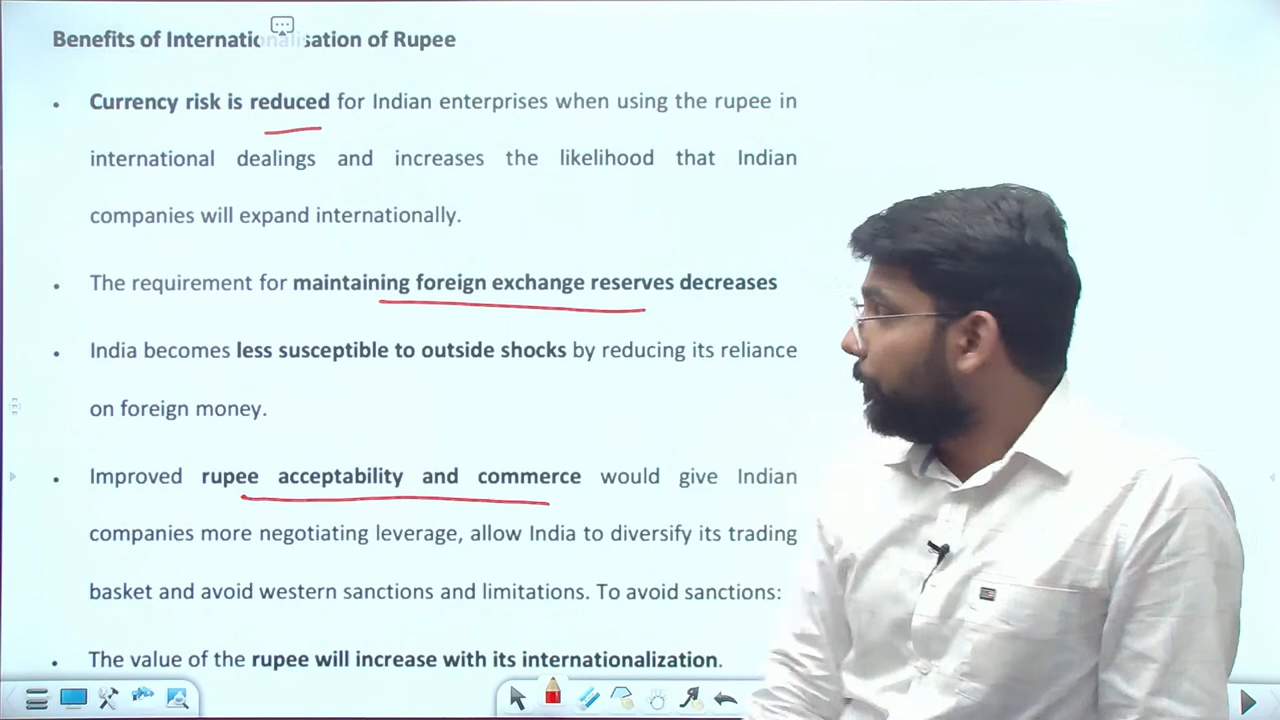 Benefits of Internationalisation of Rupee
• Currency risk is reduced for Indian enterprises when using the rupee in
international dealings and increases the likelihood that Indian
companies will expand internationally.
• The requirement for maintaining foreign exchange reserves decreases
• India becomes less susceptible to outside shocks by reducing its reliance
on foreign money.
• Improved rupee acceptability and commerce would give Indian
companies more negotiating leverage, allow India to diversify its trading
basket and avoid western sanctions and limitations. To avoid sanctions:
• The value of the rupee will increase with its internationalization.